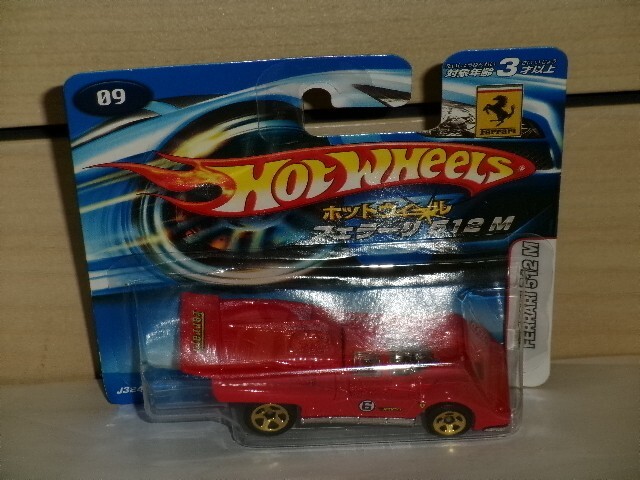 09
対象年齢 3才以上
Ferrari
HOT WHEELS
ホットウィール
フェラーリ 512 M
FERRARI 512 M
6